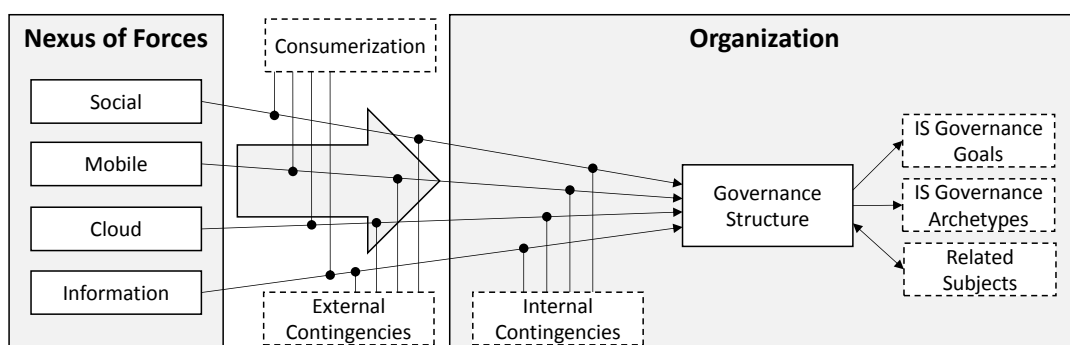 Nexus of Forces
Social
Mobile
Cloud
Information
Consumerization
External
Contingencies
Organization
Internal
Contingencies
Governance
Structure
IS Governance
Goals
IS Governance
Archetypes
Related
Subjects